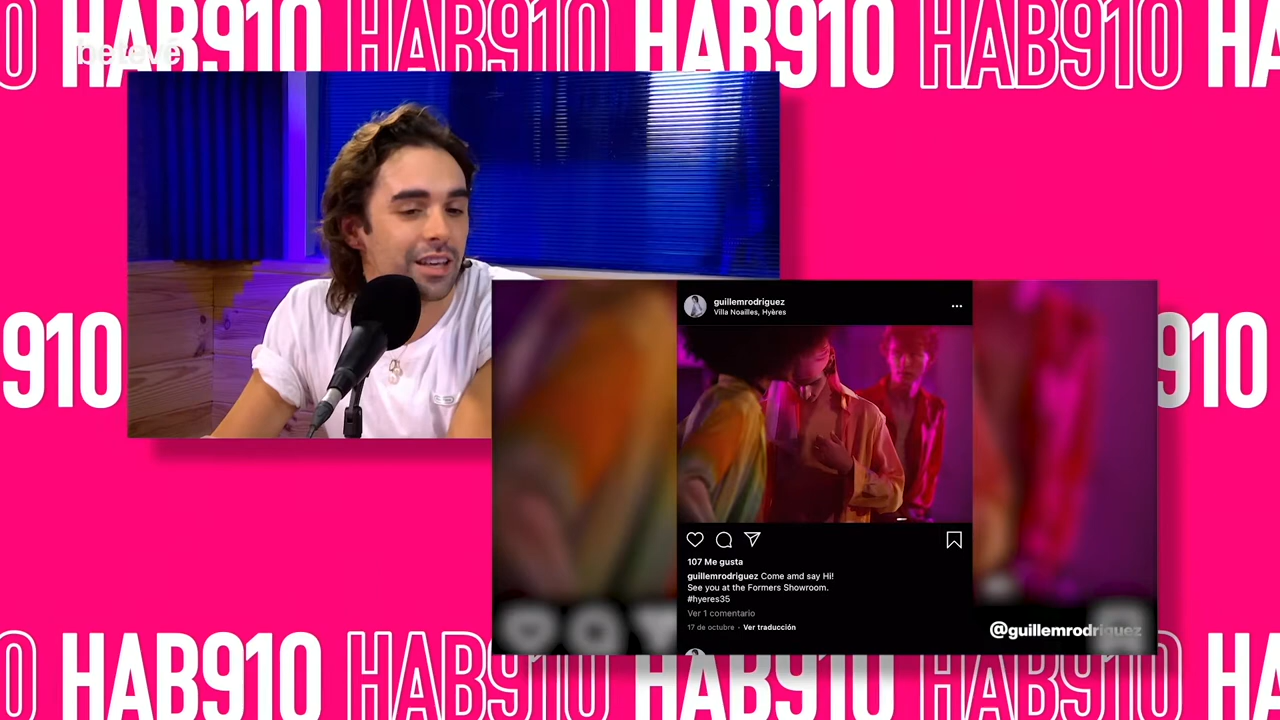 HAB910 HAB910 HAB910 HAB910
be Love
guillemrodriguez
Villa Noailles, Hyères
910
910
107 Me gusta
guillemrodriguez Come amd say Hi!
See you at the Formers Showroom.
#hyeres35
Ver 1 comentario
17 de octubre - Ver traducción
@guillemrodriguez
HAB910 HAB910 HAB910 HAB910